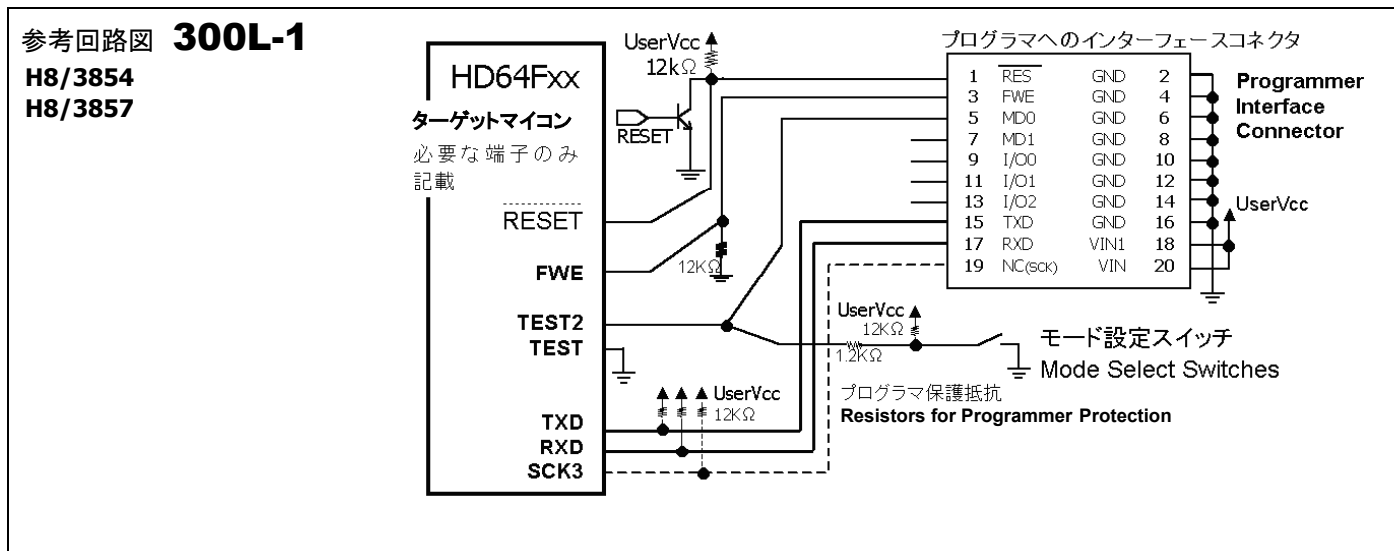 参考回路図 300L-1
H8/3854
H8/3857
HD64Fxx
ターゲットマイコン
必要な端子のみ
記載
RESET
FWE
TEST2
TEST
TXD
RXD
SCK3
UserVcc
12kΩ
RESET
12KΩ
UserVcc
12KΩ
プログラマへのインターフェースコネクタ
1 RES GND 2
3 FWE GND 4
5 MD0 GND 6
7 MD1 GND 8
9 I/O0 GND 10
11 I/O1 GND 12
13 I/O2 GND 14
15 TXD GND 16
17 RXD VIN1 18
19 NC(SCK) VIN 20
Programmer
Interface
Connector
UserVcc
UserVcc
12KΩ
1.2KΩ
モード設定スイッチ
Mode Select Switches
プログラマ保護抵抗
Resistors for Programmer Protection